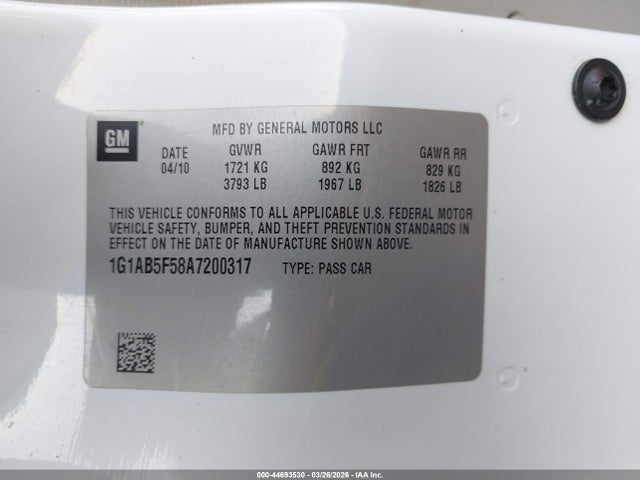 GM
MFD BY GENERAL MOTORS LLC
DATE GVWR GAWR FRT GAWR RR
04/10 1721 KG 892 KG 829 KG
3793 LB 1967 LB 1826 LB
THIS VEHICLE CONFORMS TO ALL APPLICABLE U.S. FEDERAL MOTOR
VEHICLE SAFETY, BUMPER, AND THEFT PREVENTION STANDARDS IN
EFFECT ON THE DATE OF MANUFACTURE SHOWN ABOVE.
1G1AB5F58A7200317 TYPE: PASS CAR
000-44693530 | 03/26/2026 | IAA Inc.